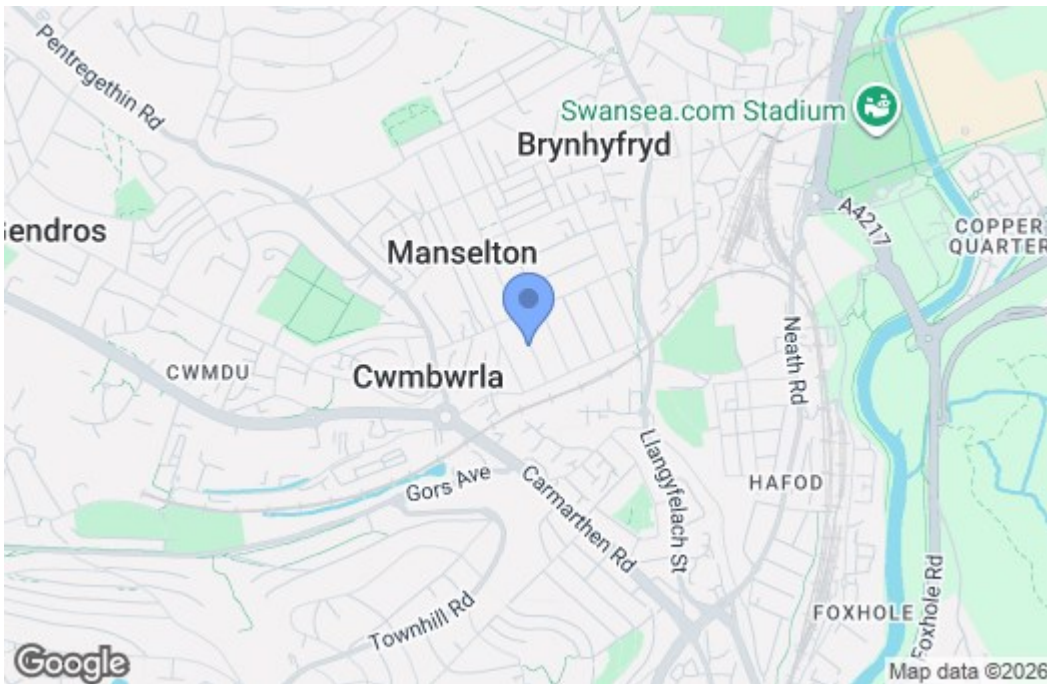 Pentregethin Rd
Swansea.com Stadium
Brynhyfryd
A4217
COPPER
QUARTER
endros
Manselton
Neath Rd
CWMDU
Cwmbwrla
Llangyfelach St
Gors Ave
Carmarthen Rd
HAFOD
Townhill Rd
FOXHOLE
Foxhole Rd
Google
Map data ©2026